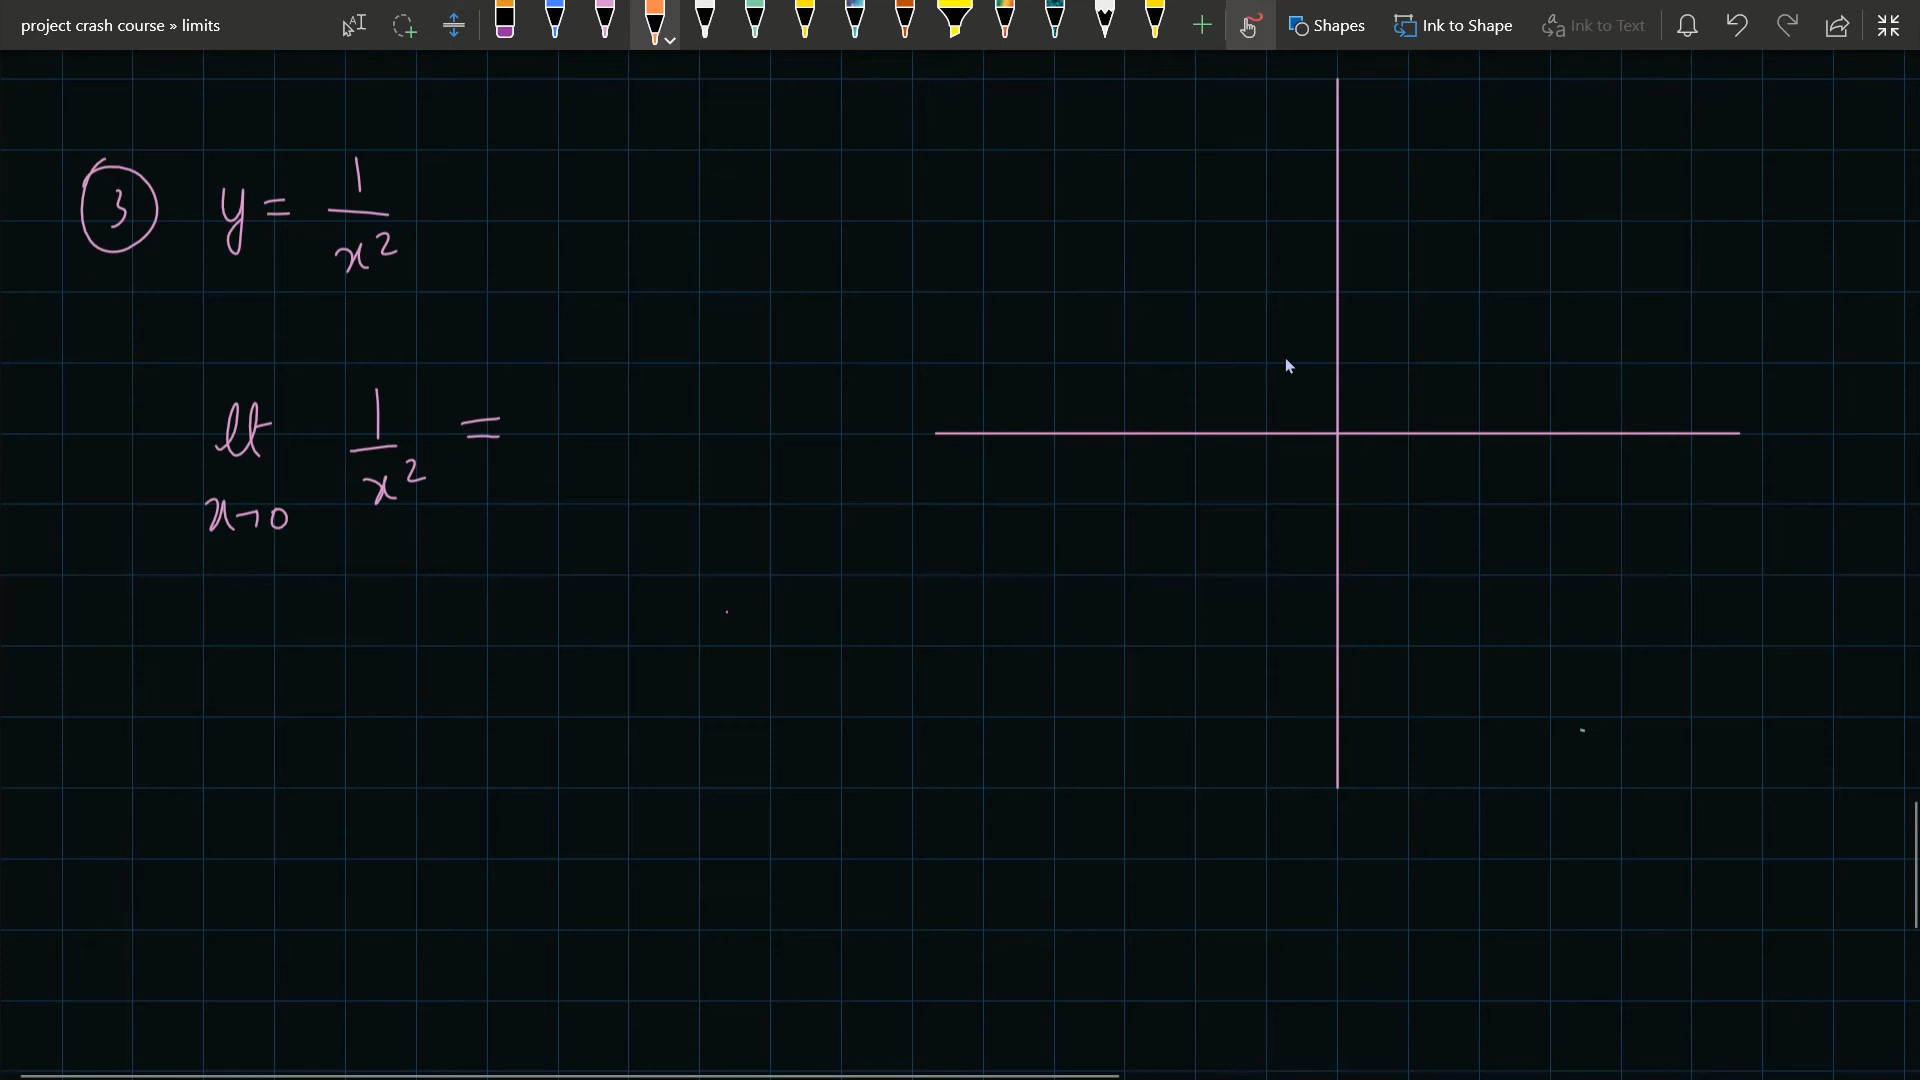 project crash course » limits
Shapes
Ink to Shape
Ink to Text
③ y = 1/x²
lt 1/x² =
x→0